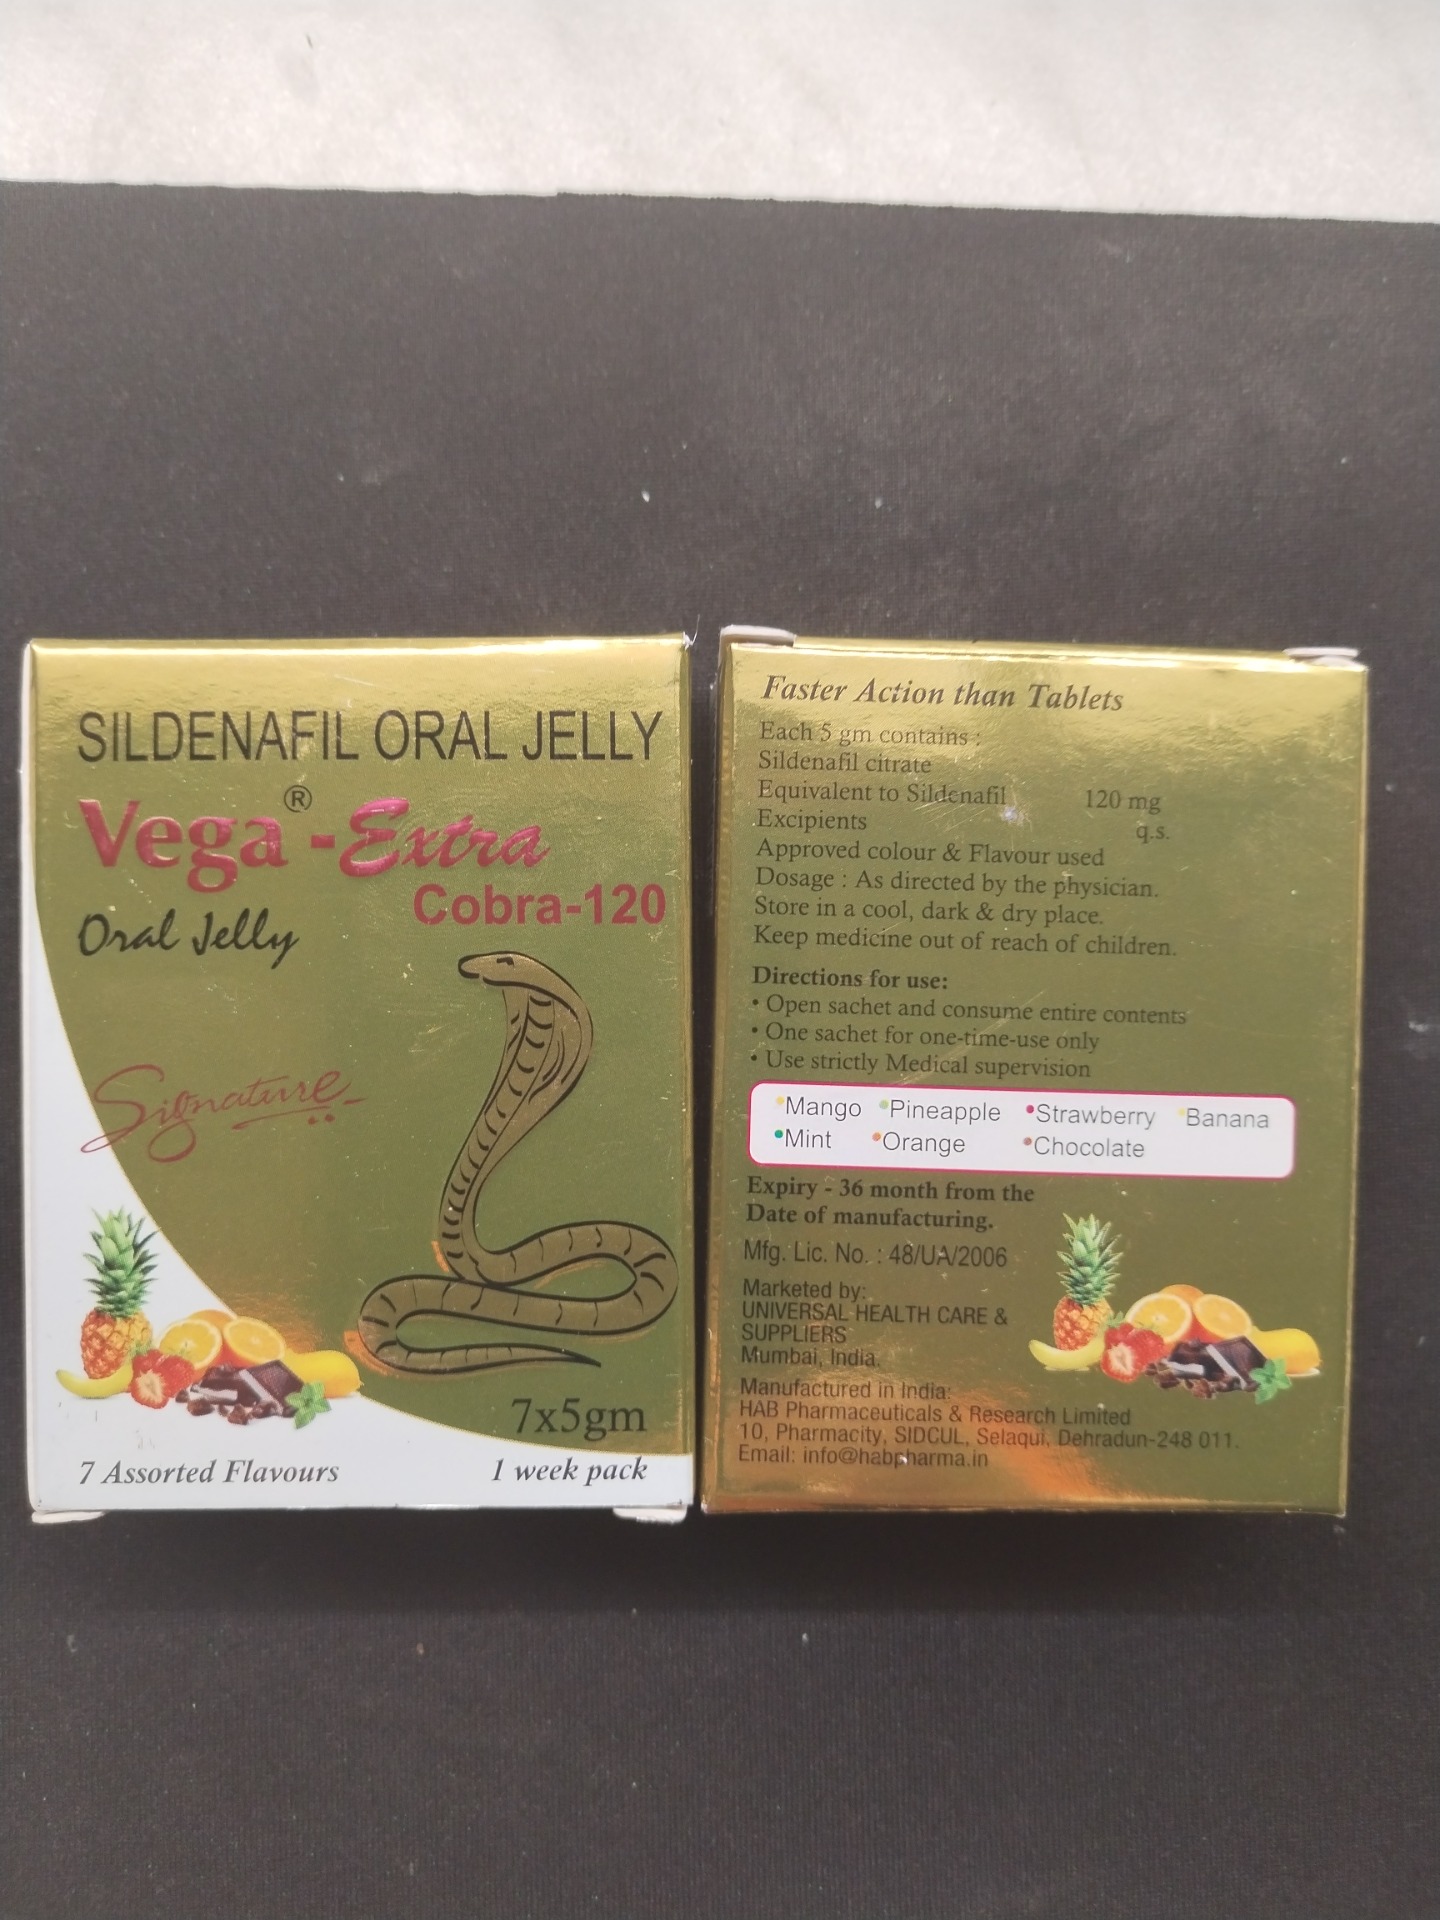 SILDENAFIL ORAL JELLY
Vega®-Extra
Cobra-120
Oral Jelly
Signature
7x5gm
7 Assorted Flavours
1 week pack
Faster Action than Tablets
Each 5 gm contains :
Sildenafil citrate
Equivalent to Sildenafil 120 mg
Excipients q.s.
Approved colour & Flavour used
Dosage : As directed by the physician.
Store in a cool, dark & dry place.
Keep medicine out of reach of children.
Directions for use:
• Open sachet and consume entire contents
• One sachet for one-time-use only
• Use strictly Medical supervision
•Mango •Pineapple •Strawberry •Banana
•Mint •Orange •Chocolate
Expiry - 36 month from the
Date of manufacturing.
Mfg. Lic. No. : 48/UA/2006
Marketed by:
UNIVERSAL HEALTH CARE &
SUPPLIERS
Mumbai, India.
Manufactured in India:
HAB Pharmaceuticals & Research Limited
10, Pharmacity, SIDCUL, Selaqui, Dehradun-248 011.
Email: info@habpharma.in